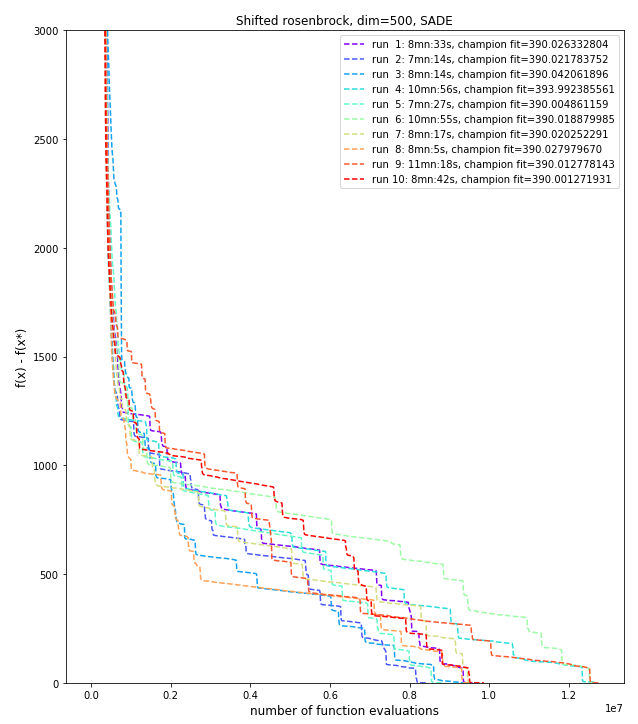 Shifted rosenbrock, dim=500, SADE
run  1: 8mn:33s, champion fit=390.026332804
run  2: 7mn:14s, champion fit=390.021783752
run  3: 8mn:14s, champion fit=390.042061896
run  4: 10mn:56s, champion fit=393.992385561
run  5: 7mn:27s, champion fit=390.004861159
run  6: 10mn:55s, champion fit=390.018879985
run  7: 8mn:17s, champion fit=390.020252291
run  8: 8mn:5s, champion fit=390.027979670
run  9: 11mn:18s, champion fit=390.012778143
run 10: 8mn:42s, champion fit=390.001271931
f(x) - f(x*)
3000
2500
2000
1500
1000
500
0
0.0 0.2 0.4 0.6 0.8 1.0 1.2
1e7
number of function evaluations